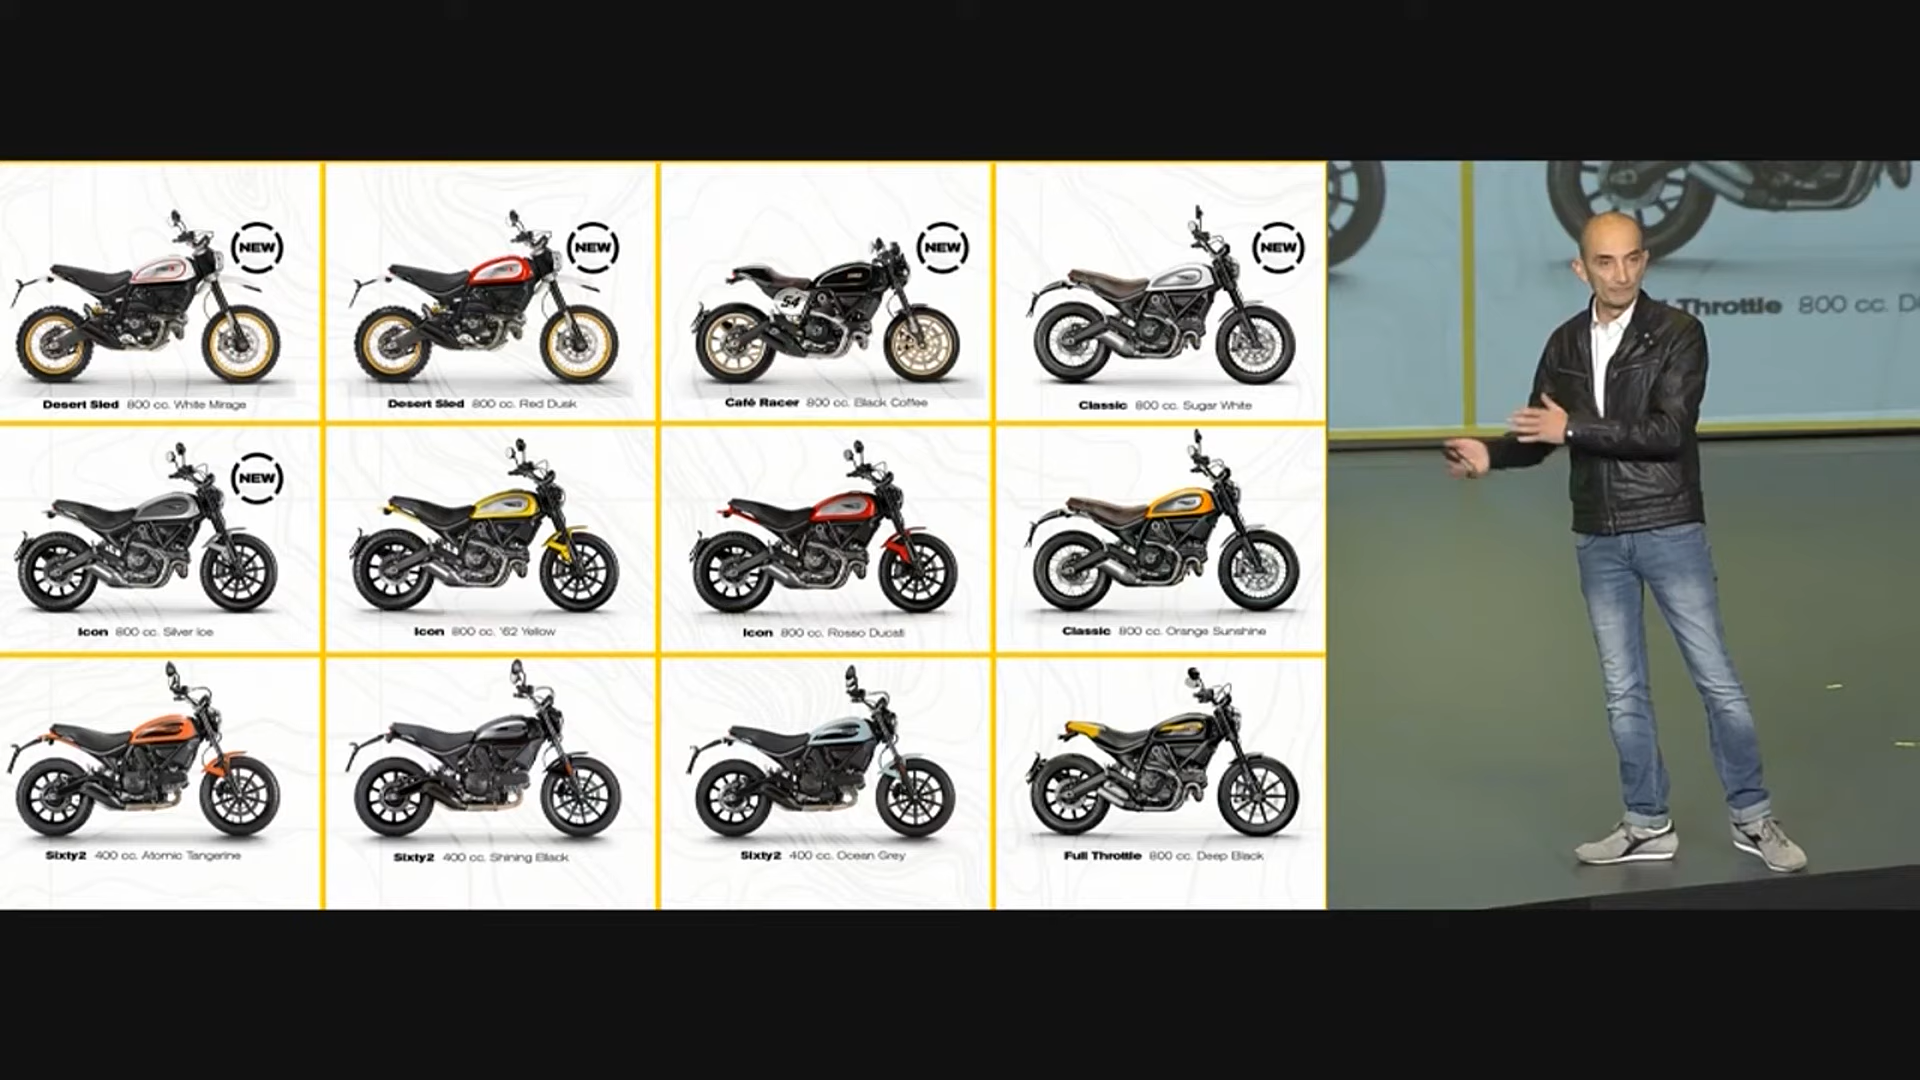 NEW
NEW
NEW
NEW
54
Desert Sled 800 cc. White Mirage
Desert Sled 800 cc. Red Dusk
Café Racer 800 cc. Black Coffee
Classic 800 cc. Sugar White
Throttle 800 cc. D
NEW
Icon 800 cc. Silver Ice
Icon 800 cc. '62 Yellow
Icon 800 cc. Rosso Ducati
Classic 800 cc. Orange Sunshine
Sixty2 400 cc. Atomic Tangerine
Sixty2 400 cc. Shining Black
Sixty2 400 cc. Ocean Grey
Full Throttle 800 cc. Deep Black